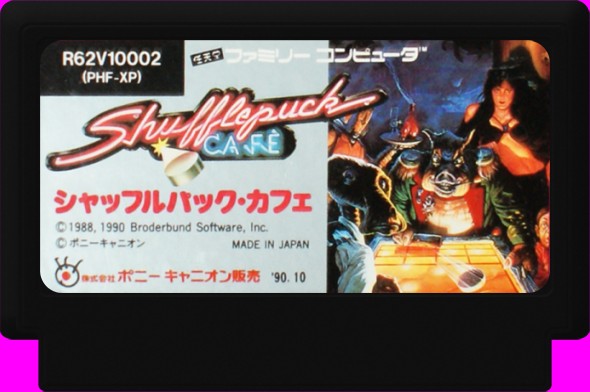 R62V10002
(PHF-XP)
任天堂 ファミリー コンピュータ™
Shufflepuck
CAFÉ
シャッフルパック・カフェ
©1988, 1990 Broderbund Software, Inc.
© ポニーキャニオン
MADE IN JAPAN
株式会社 ポニーキャニオン販売 '90.10